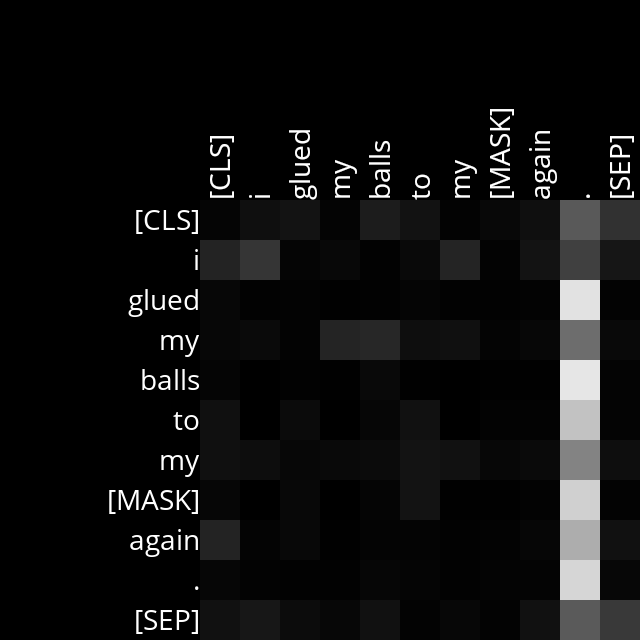 [CLS] i glued my balls to my [MASK] again . [SEP]
[CLS]
i
glued
my
balls
to
my
[MASK]
again
.
[SEP]